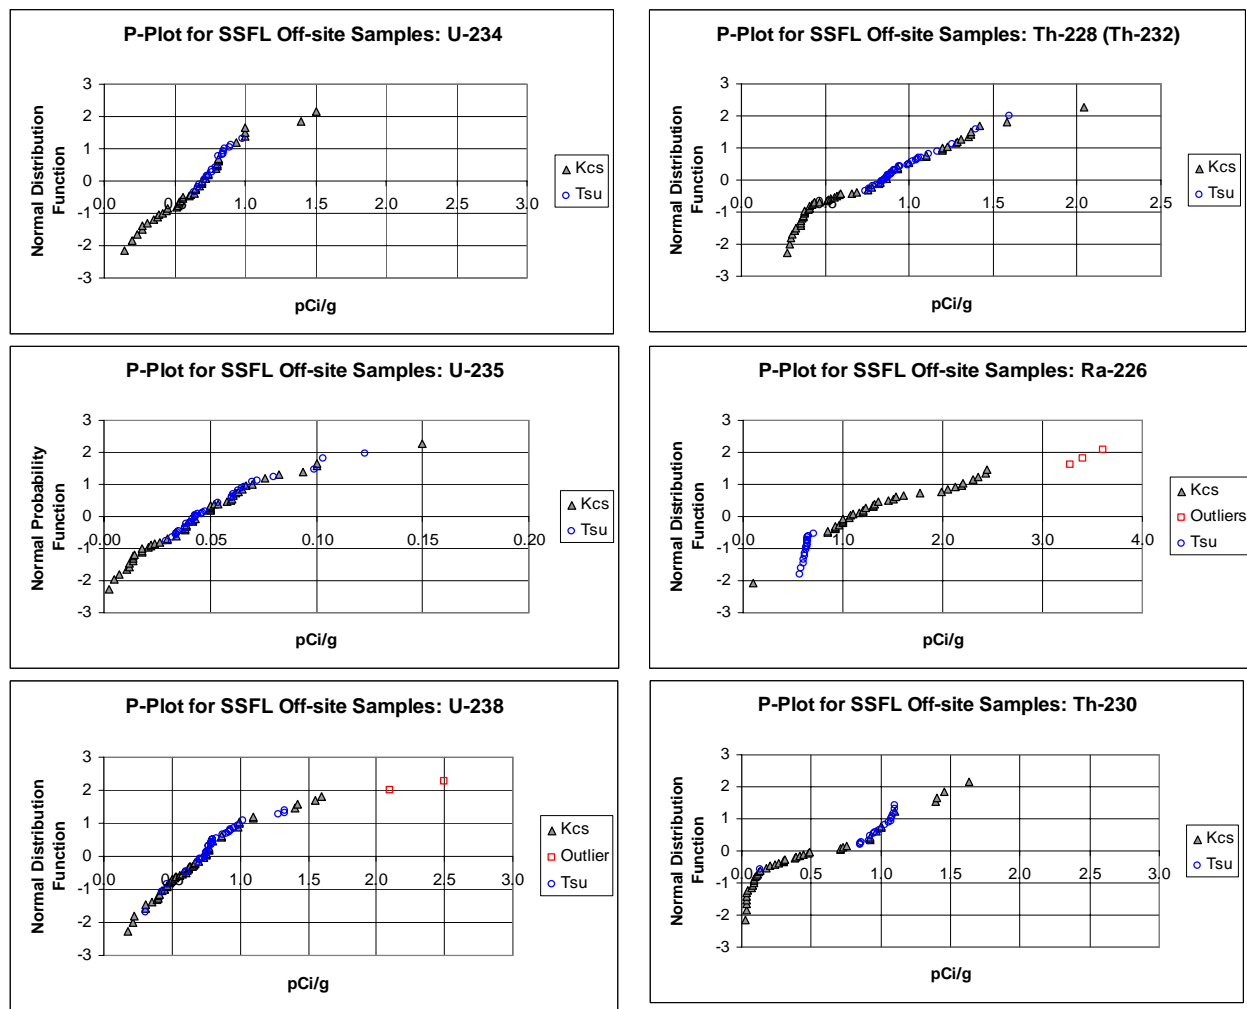 P-Plot for SSFL Off-site Samples: U-234
Normal Distribution
Function
3
2
1
0
-1
-2
-3
0.0 0.5 1.0 1.5 2.0 2.5 3.0
pCi/g
Kcs
Tsu
P-Plot for SSFL Off-site Samples: Th-228 (Th-232)
Normal Distribution
Function
3
2
1
0
-1
-2
-3
0.0 0.5 1.0 1.5 2.0 2.5
pCi/g
Kcs
Tsu
P-Plot for SSFL Off-site Samples: U-235
Normal Probability
Function
3
2
1
0
-1
-2
-3
0.00 0.05 0.10 0.15 0.20
pCi/g
Kcs
Tsu
P-Plot for SSFL Off-site Samples: Ra-226
Normal Distribution
Function
3
2
1
0
-1
-2
-3
0.0 1.0 2.0 3.0 4.0
pCi/g
Kcs
Outliers
Tsu
P-Plot for SSFL Off-site Samples: U-238
Normal Distribution
Function
3
2
1
0
-1
-2
-3
0.0 0.5 1.0 1.5 2.0 2.5 3.0
pCi/g
Kcs
Outlier
Tsu
P-Plot for SSFL Off-site Samples: Th-230
Normal Distribution
Function
3
2
1
0
-1
-2
-3
0.0 0.5 1.0 1.5 2.0 2.5 3.0
pCi/g
Kcs
Tsu